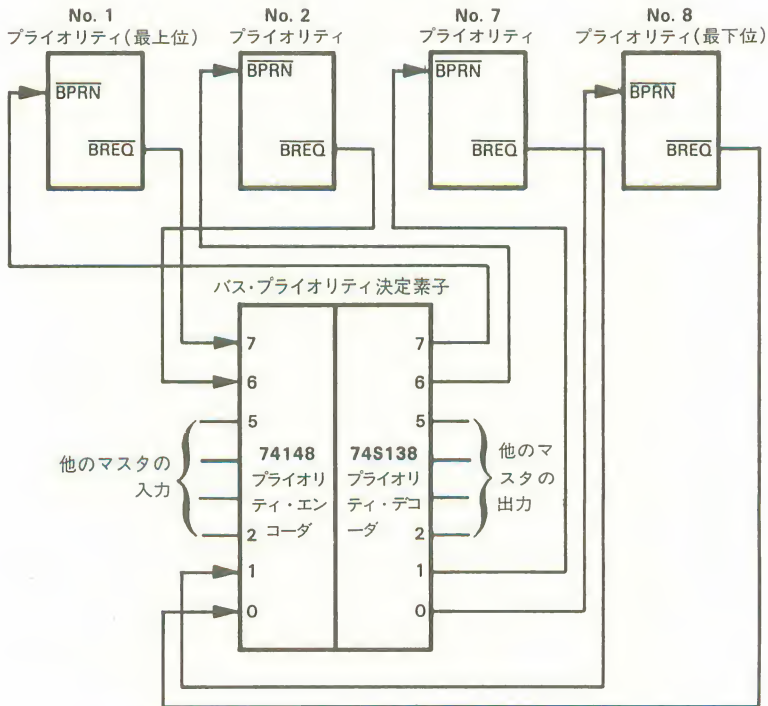 No. 1
プライオリティ(最上位)
No. 2
プライオリティ
No. 7
プライオリティ
No. 8
プライオリティ(最下位)
BPRN
BREQ
BPRN
BREQ
BPRN
BREQ
BPRN
BREQ
バス・プライオリティ決定素子
7
6
5
2
1
0
74148
プライオリ
ティ・エン
コーダ
74S138
プライオリ
ティ・デコ
ーダ
7
6
5
2
1
0
他のマスタの
入力
他のマ
スタの
出力